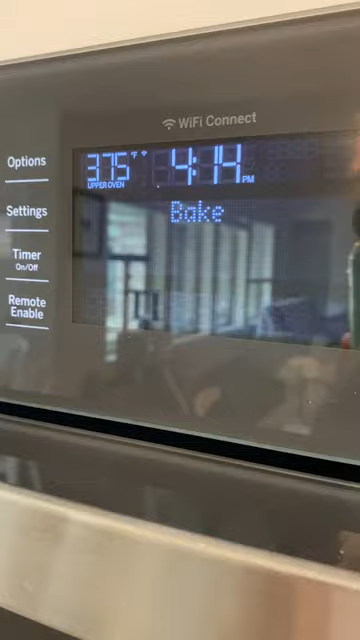 WiFi Connect
Options
Settings
Timer
On/Off
Remote
Enable
375 °F 4:14 PM
UPPER OVEN
Bake